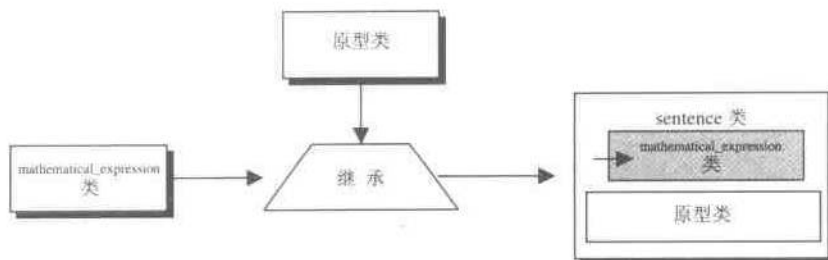 原型类
mathematical_expression
类
继承
sentence 类
mathematical_expression
类
原型类